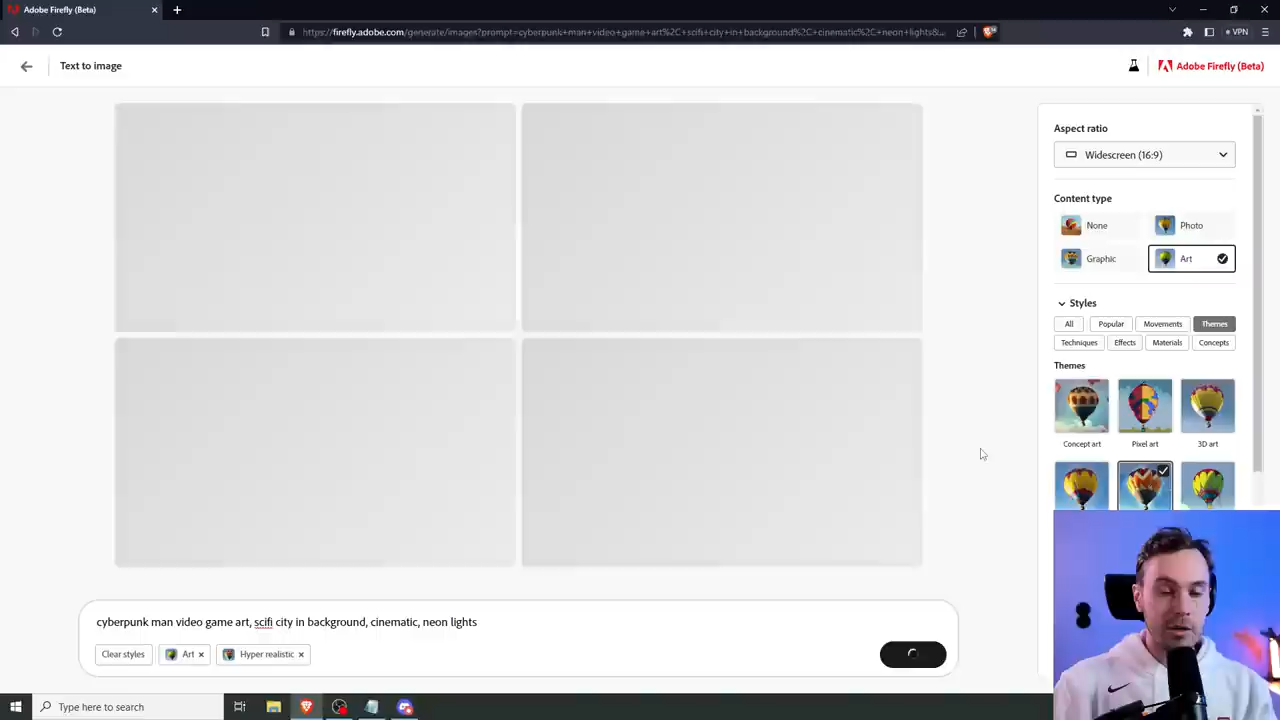 Adobe Firefly (Beta)
https://firefly.adobe.com/generate/images?prompt=cyberpunk+man+video+game+art%2C+scifi+city+in+background%2C+cinematic%2C+neon+lights&...
VPN
Text to image
Adobe Firefly (Beta)
Aspect ratio
Widescreen (16:9)
Content type
None
Photo
Graphic
Art
Styles
All
Popular
Movements
Themes
Techniques
Effects
Materials
Concepts
Themes
Concept art
Pixel art
3D art
cyberpunk man video game art, scifi city in background, cinematic, neon lights
Clear styles
Art
Hyper realistic
Type here to search